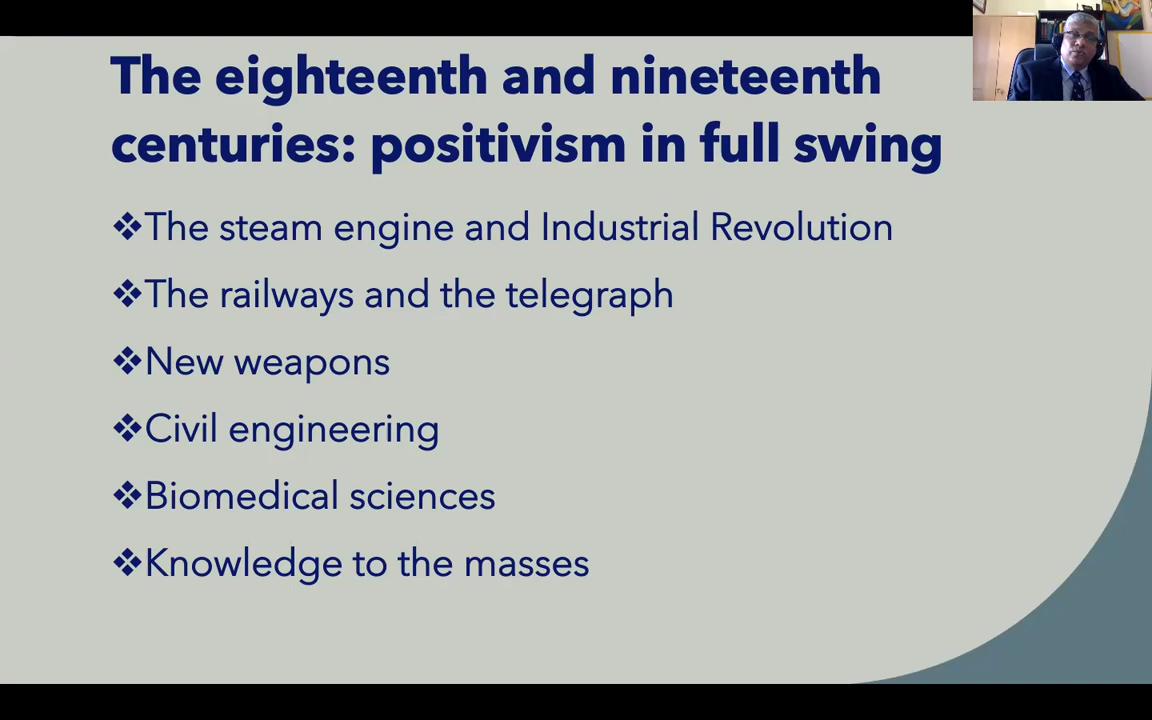 The eighteenth and nineteenth
centuries: positivism in full swing
❖The steam engine and Industrial Revolution
❖The railways and the telegraph
❖New weapons
❖Civil engineering
❖Biomedical sciences
❖Knowledge to the masses